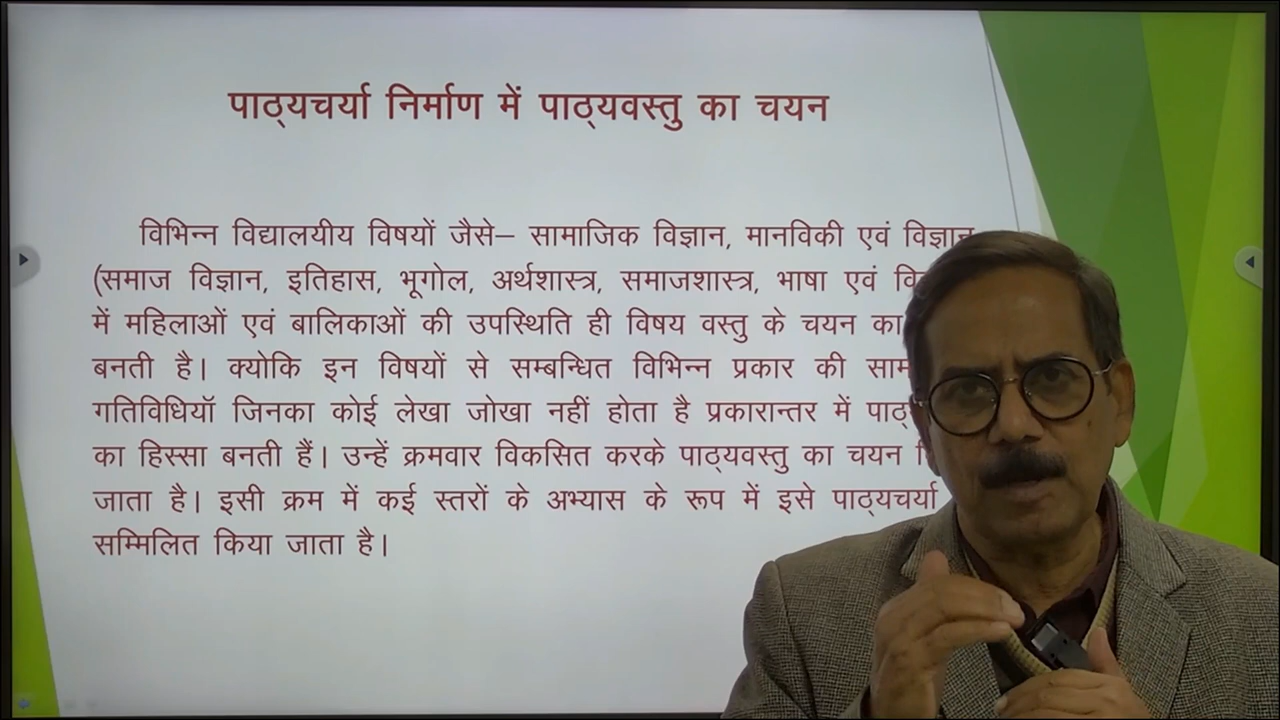 पाठ्यचर्या निर्माण में पाठ्यवस्तु का चयन
विभिन्न विद्यालयीय विषयों जैसे– सामाजिक विज्ञान, मानविकी एवं विज्ञान
(समाज विज्ञान, इतिहास, भूगोल, अर्थशास्त्र, समाजशास्त्र, भाषा एवं
में महिलाओं एवं बालिकाओं की उपस्थिति ही विषय वस्तु के चयन का
बनती है। क्योकि इन विषयों से सम्बन्धित विभिन्न प्रकार की
गतिविधियॉ जिनका कोई लेखा जोखा नहीं होता है प्रकारान्तर में
का हिस्सा बनती हैं। उन्हें क्रमवार विकसित करके पाठ्यवस्तु का चयन
जाता है। इसी क्रम में कई स्तरों के अभ्यास के रूप में इसे पाठ्यचर्या
सम्मिलित किया जाता है।